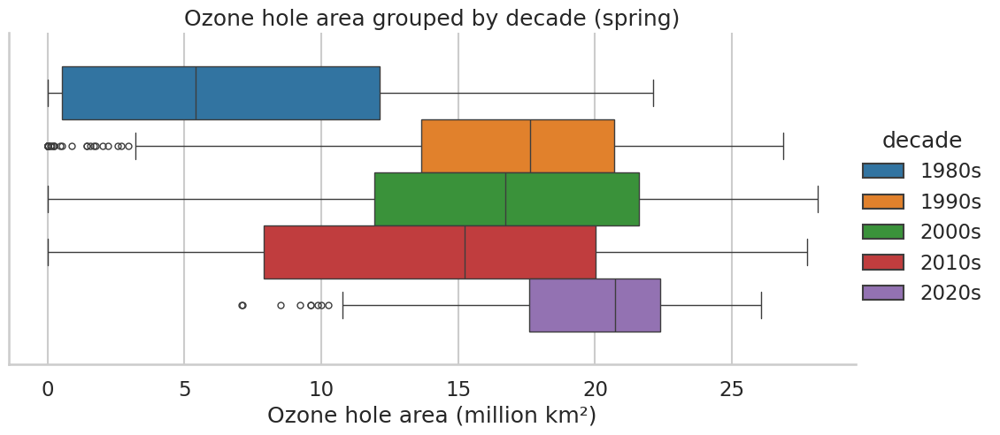 Ozone hole area grouped by decade (spring)
decade
1980s
1990s
2000s
2010s
2020s
0 5 10 15 20 25
Ozone hole area (million km²)